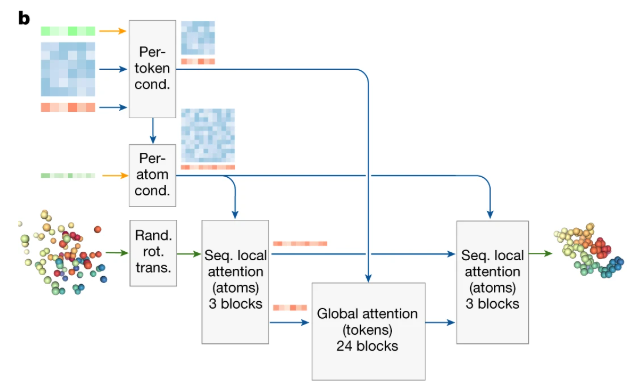 b
Per-
token
cond.
Per-
atom
cond.
Rand.
rot.
trans.
Seq. local
attention
(atoms)
3 blocks
Global attention
(tokens)
24 blocks
Seq. local
attention
(atoms)
3 blocks